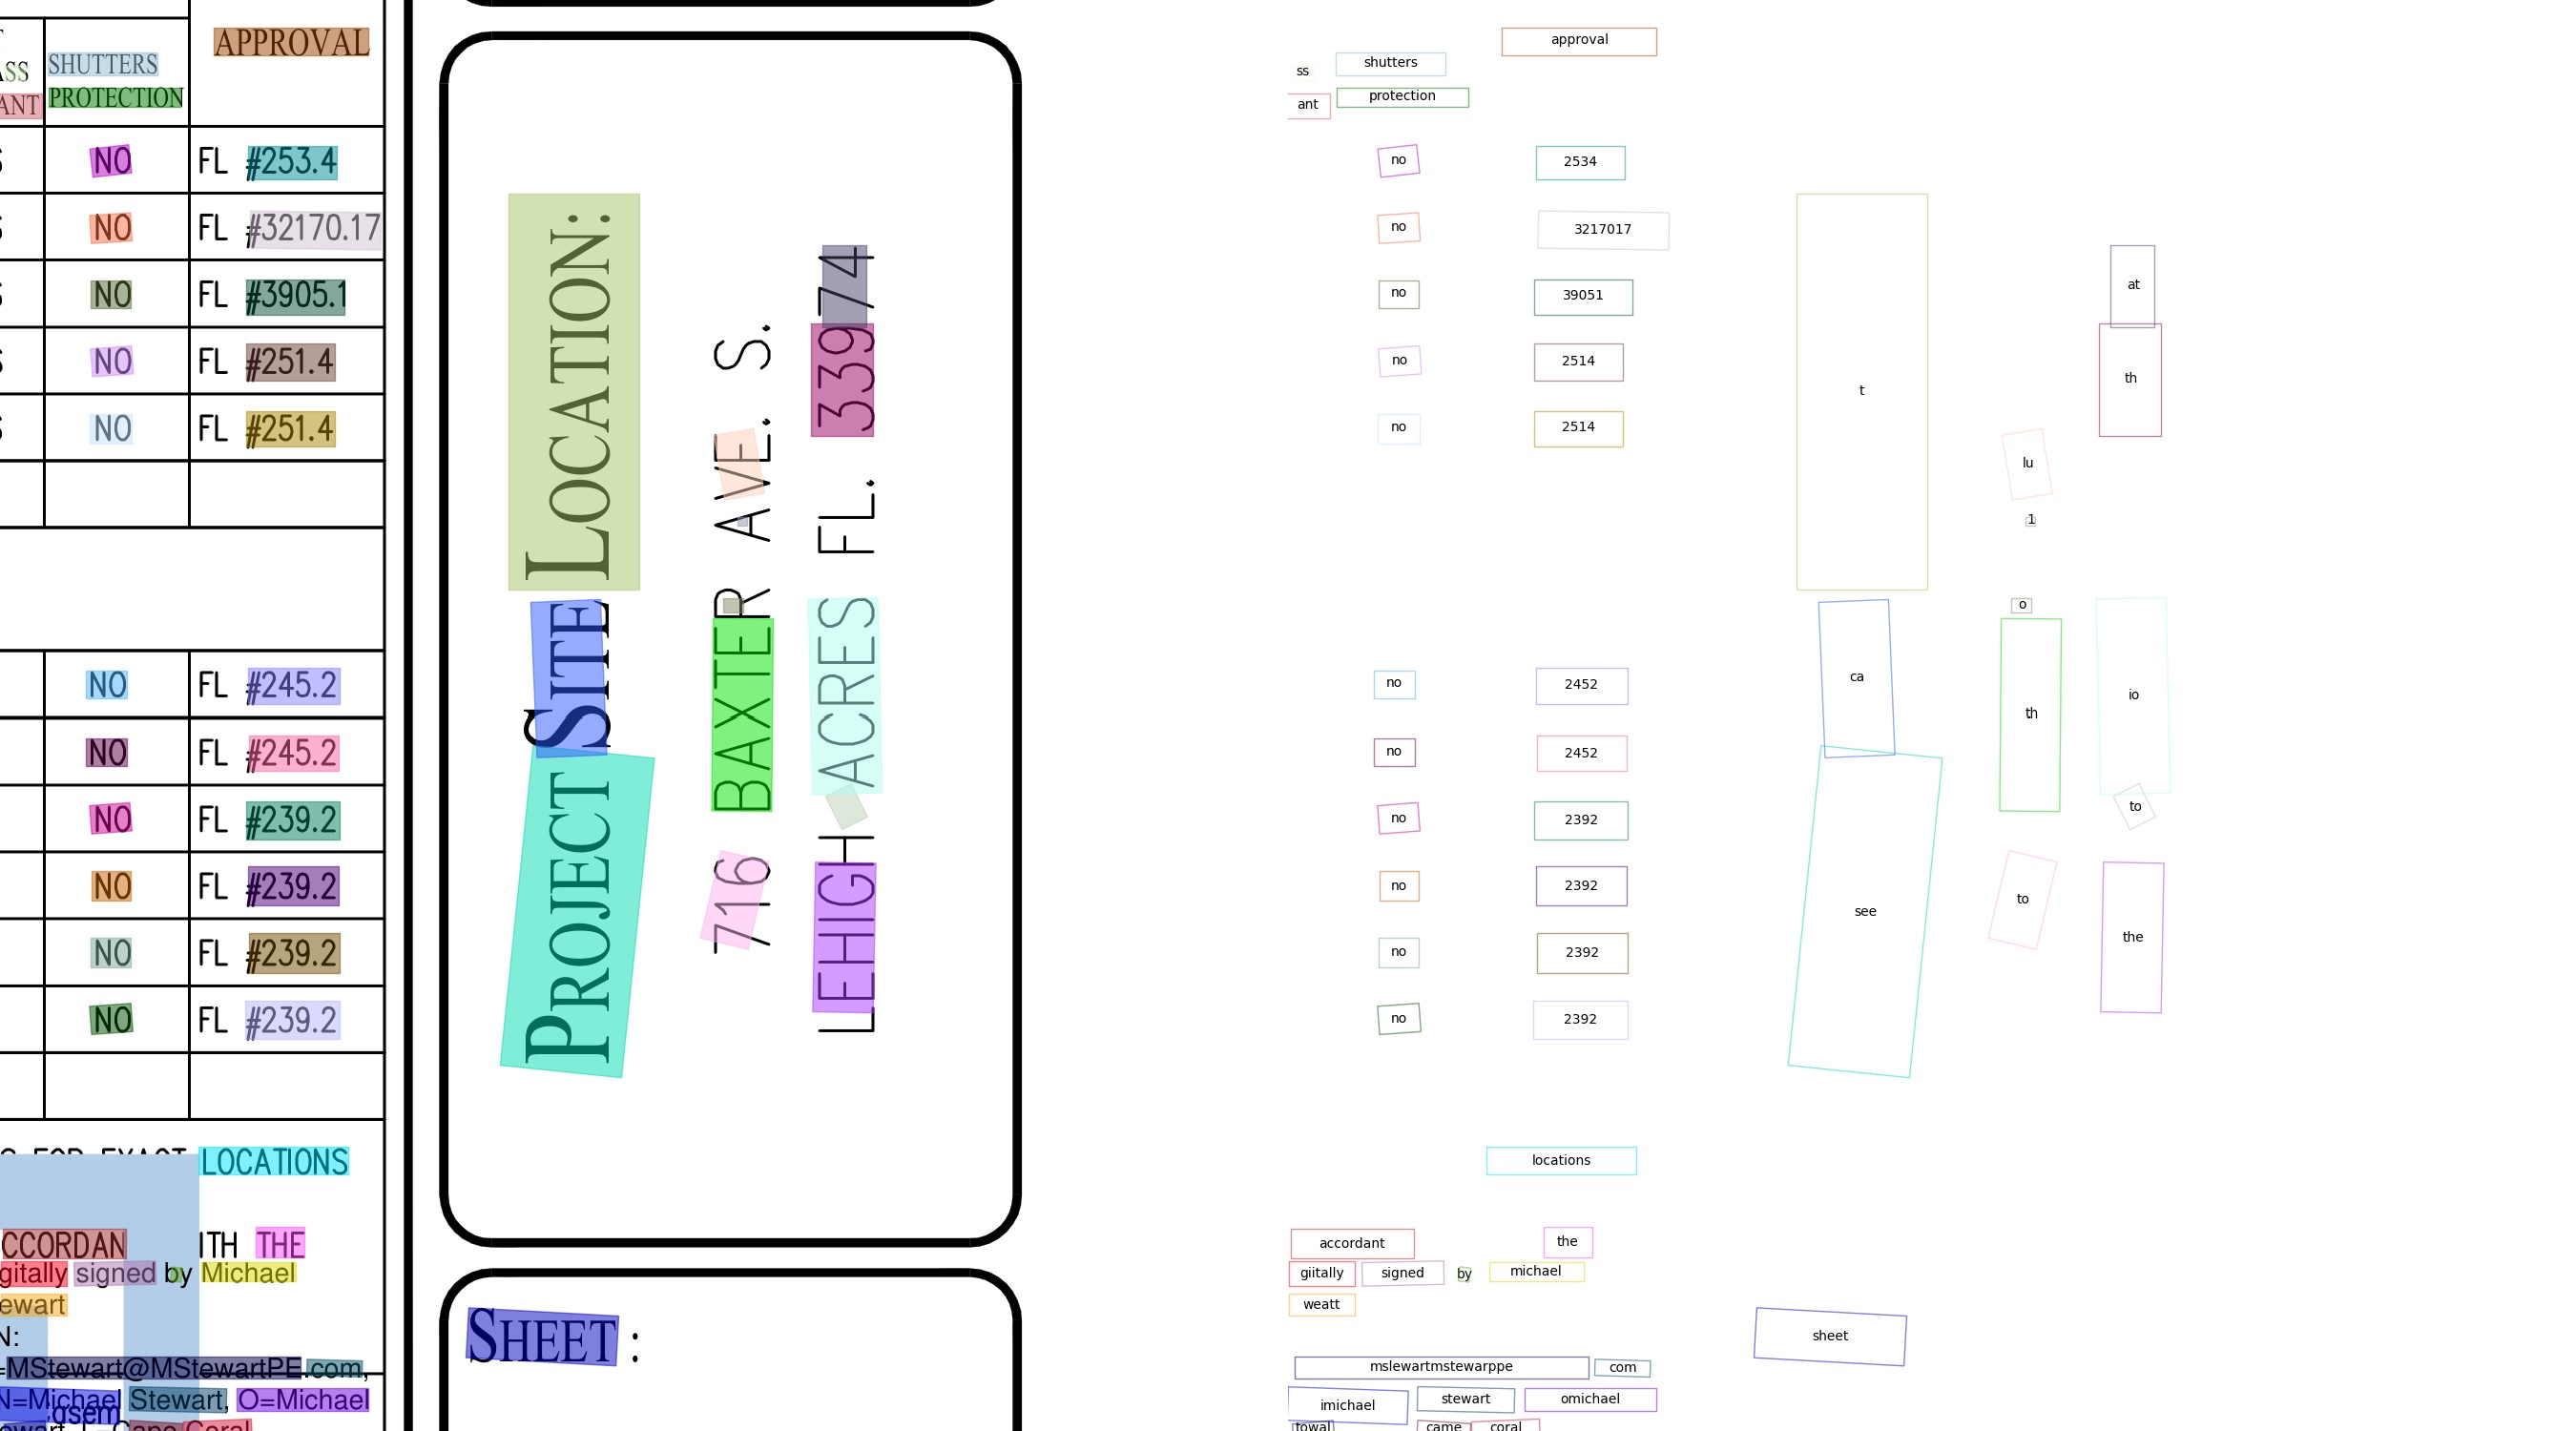 APPROVAL
SS SHUTTERS
ANT PROTECTION
NO FL #253.4
NO FL #32170.17
NO FL #3905.1
NO FL #251.4
NO FL #251.4
NO FL #245.2
NO FL #245.2
NO FL #239.2
NO FL #239.2
NO FL #239.2
NO FL #239.2
FOR EXACT LOCATIONS
CCORDAN ITH THE
gitally signed by Michael
ewart
N:
=MStewart@MStewartPE.com,
N=Michael Stewart, O=Michael
ewart, L=Cape Coral
PROJECT SITE LOCATION:
716 BAXTER AVE. S.
LEHIGH ACRES FL. 33974
SHEET :
approval
ss shutters
ant protection
no 2534
no 3217017
no 39051
no 2514
no 2514
no 2452
no 2452
no 2392
no 2392
no 2392
no 2392
t
ca
see
lu
1
o
th
to
at
th
io
to
the
locations
accordant the
giitally signed by michael
weatt
mslewartmstewarppe com
imichael stewart omichael
towal came coral
sheet